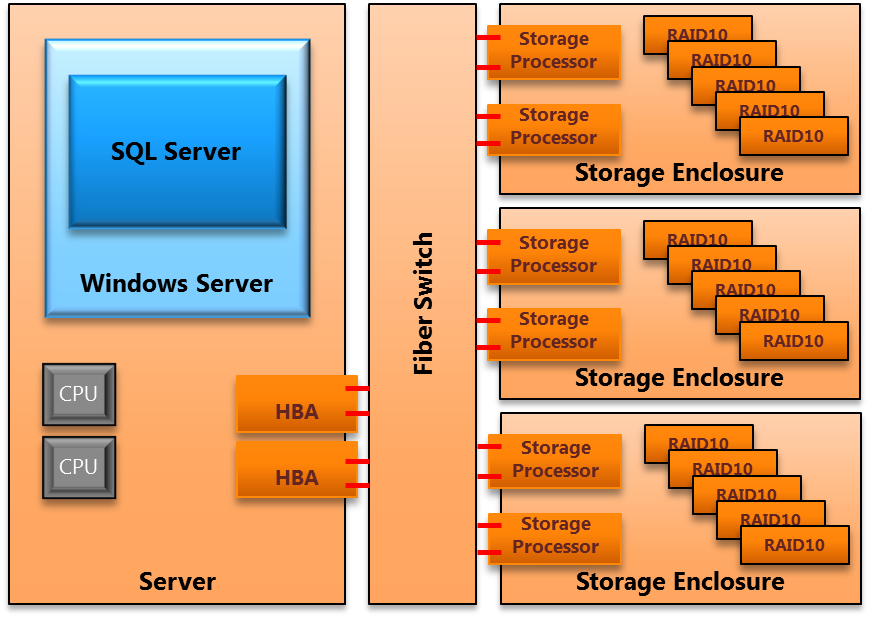 SQL Server
Windows Server
CPU
CPU
HBA
HBA
Server
Fiber Switch
Storage
Processor
Storage
Processor
RAID10
RAID10
RAID10
RAID10
RAID10
Storage Enclosure
Storage
Processor
Storage
Processor
RAID10
RAID10
RAID10
RAID10
RAID10
Storage Enclosure
Storage
Processor
Storage
Processor
RAID10
RAID10
RAID10
RAID10
RAID10
Storage Enclosure